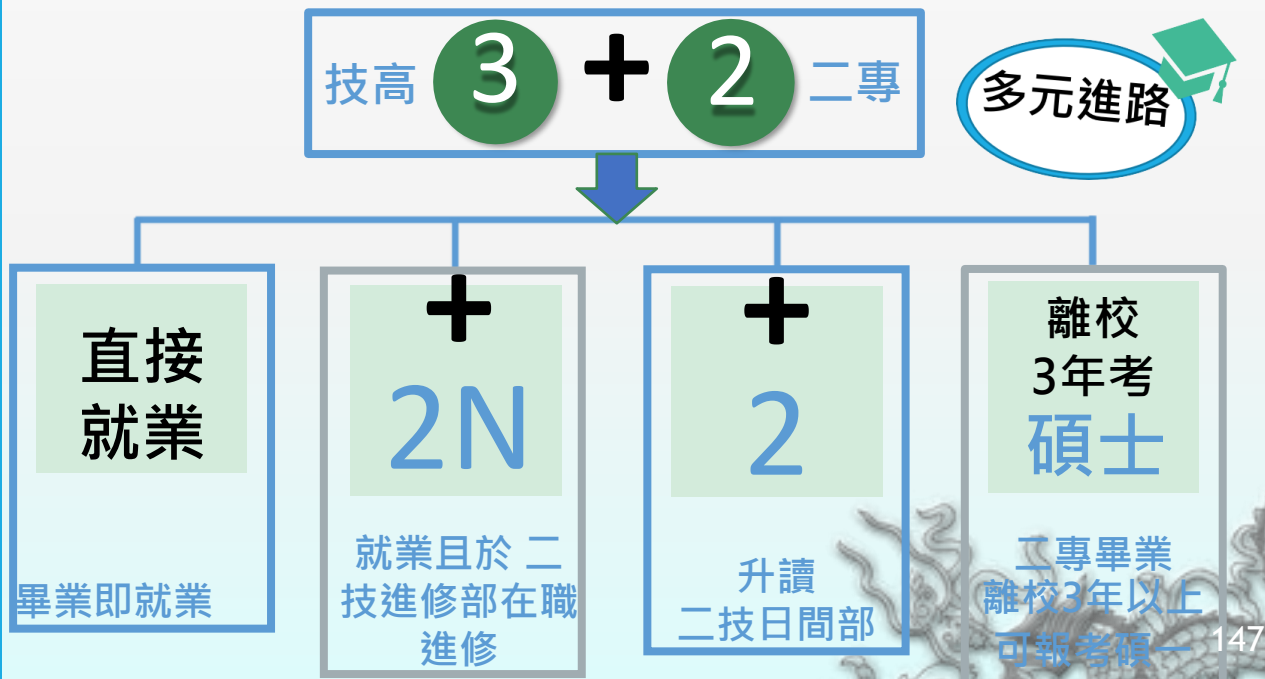 技高 3 + 2 二專
多元進路
直接
就業
畢業即就業
+
2N
就業且於 二
技進修部在職
進修
+
2
升讀
二技日間部
離校
3年考
碩士
二專畢業
離校3年以上
可報考碩一
147